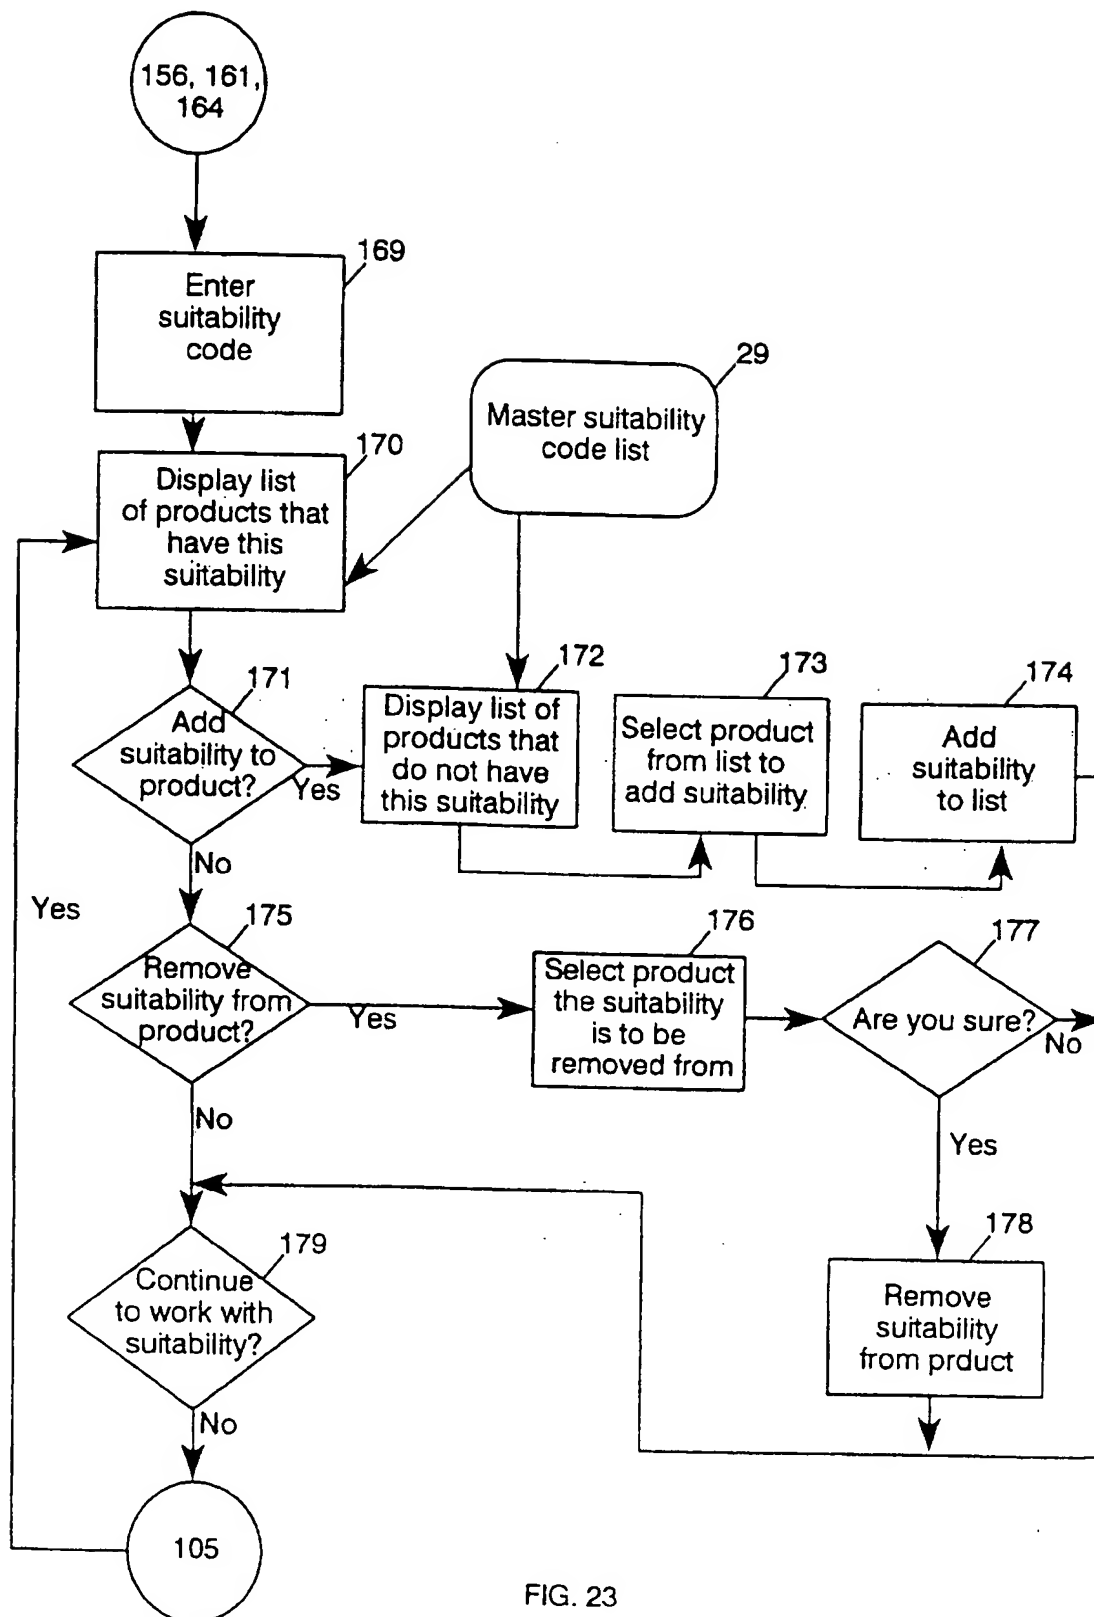 156, 161,
164
169
Enter
suitability
code
29
Master suitability
code list
170
Display list
of products that
have this
suitability
171
Add
suitability to
product?
Yes
No
172
Display list of
products that
do not have
this suitability
173
Select product
from list to
add suitability
174
Add
suitability
to list
Yes
175
Remove
suitability from
product?
Yes
No
176
Select product
the suitability
is to be
removed from
177
Are you sure?
No
Yes
178
Remove
suitability
from prduct
179
Continue
to work with
suitability?
No
105
FIG. 23